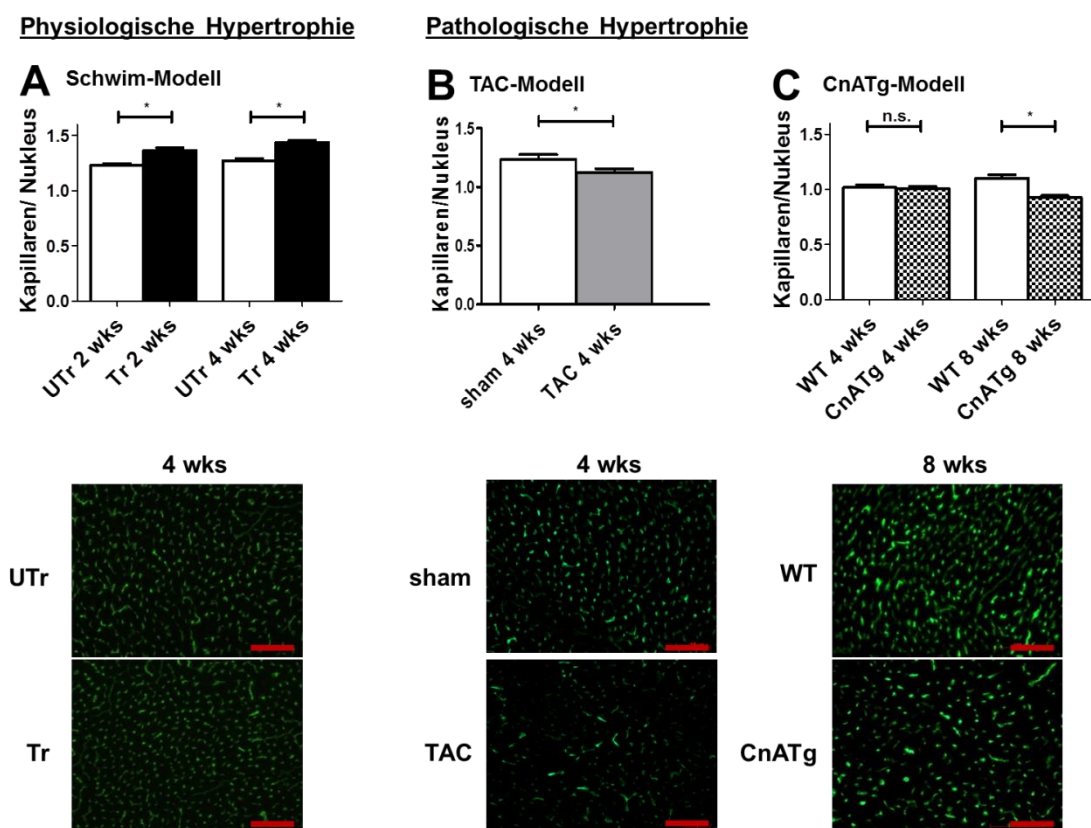 Physiologische Hypertrophie
Pathologische Hypertrophie
A Schwim-Modell
Kapillaren/ Nukleus
1.5
1.0
0.5
0.0
*
*
UTr 2 wks
Tr 2 wks
UTr 4 wks
Tr 4 wks
B TAC-Modell
Kapillaren/Nukleus
1.5
1.0
0.5
0.0
*
sham 4 wks
TAC 4 wks
C CnATg-Modell
Kapillaren/Nukleus
1.5
1.0
0.5
0.0
n.s.
*
WT 4 wks
CnATg 4 wks
WT 8 wks
CnATg 8 wks
4 wks
UTr
Tr
4 wks
sham
TAC
8 wks
WT
CnATg